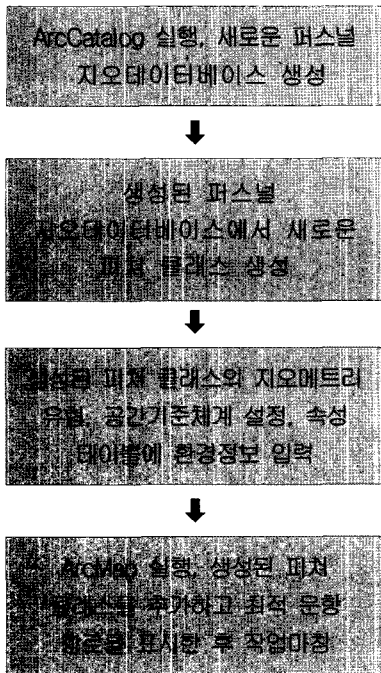 ArcCatalog 실행, 새로운 퍼스널
지오데이터베이스 생성
생성된 퍼스널
지오데이터베이스에서 새로운
피쳐 클래스 생성
생성된 피쳐 클래스의 지오메트리
유형, 공간기준체계 설정, 속성
테이블에 환경정보 입력
ArcMap 실행, 생성된 피쳐
클래스를 추가하고 최적 운항
항로를 표시한 후 작업마침